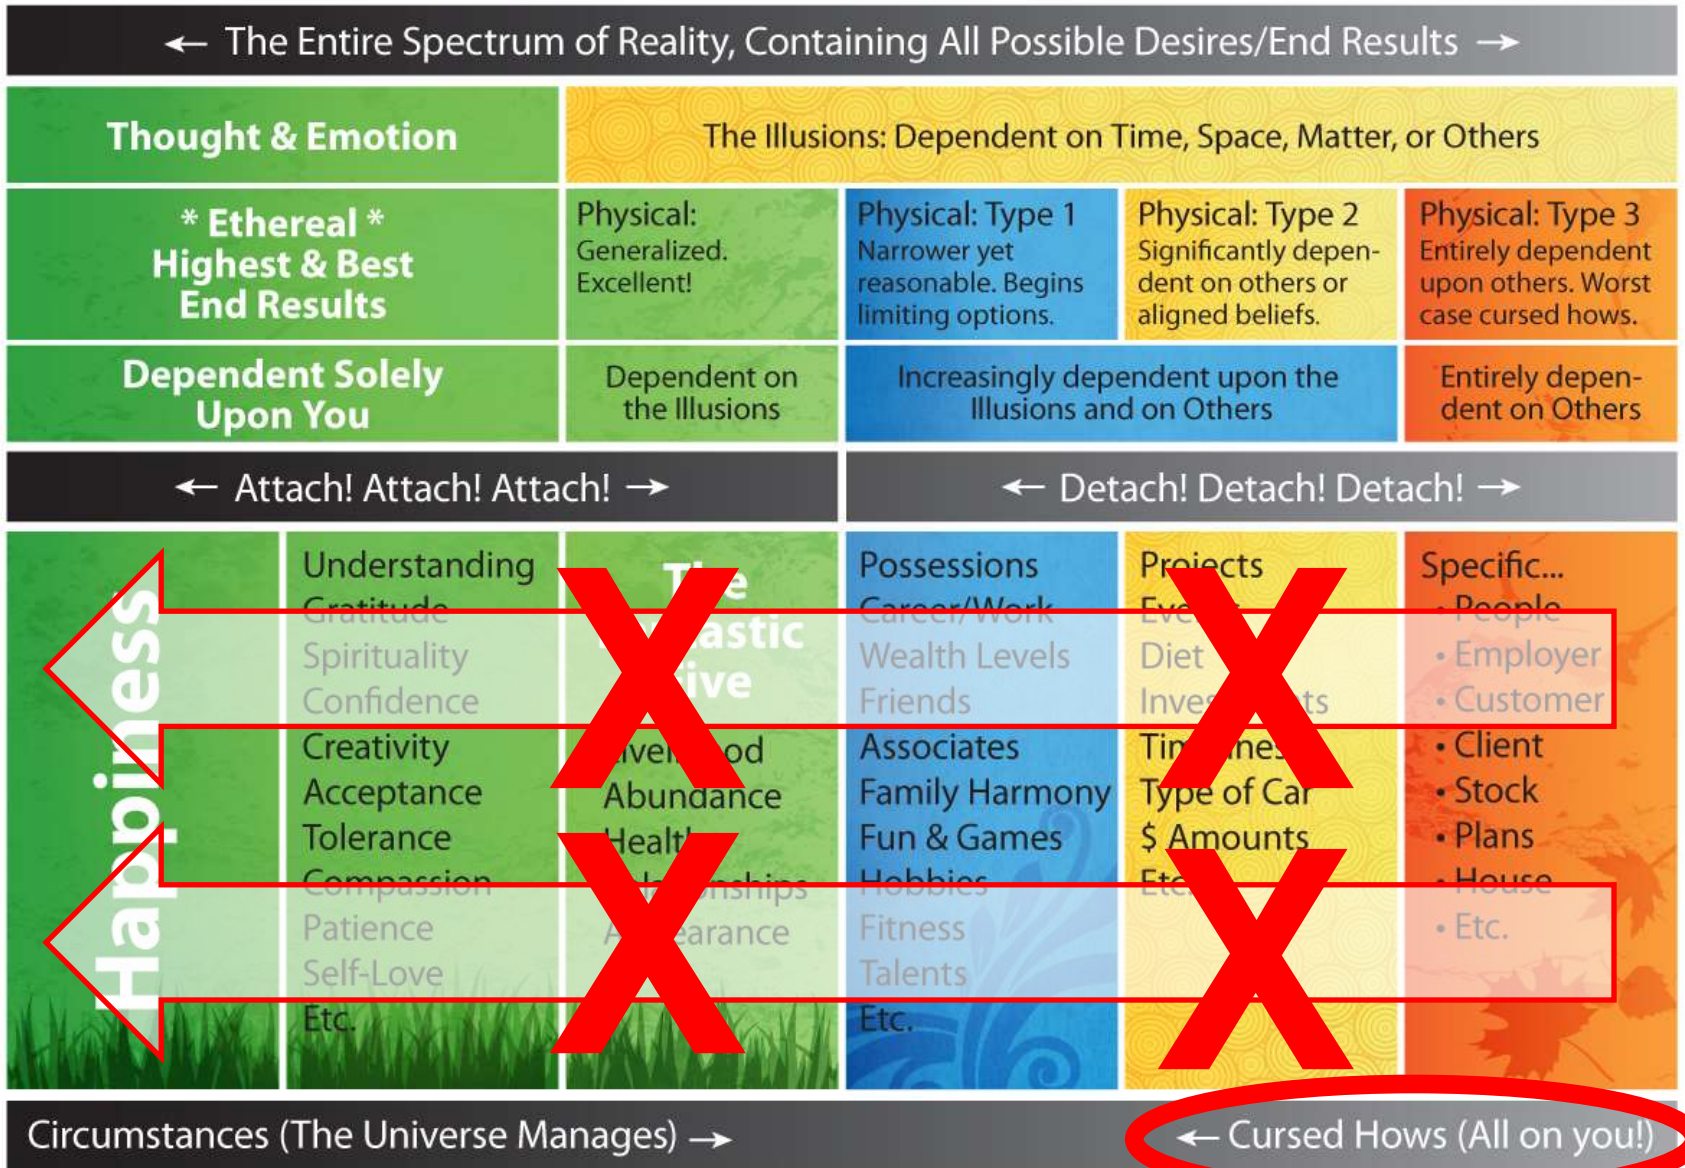 ← The Entire Spectrum of Reality, Containing All Possible Desires/End Results →
Thought & Emotion
The Illusions: Dependent on Time, Space, Matter, or Others
* Ethereal *
Highest & Best
End Results
Physical:
Generalized.
Excellent!
Physical: Type 1
Narrower yet
reasonable. Begins
limiting options.
Physical: Type 2
Significantly depen-
dent on others or
aligned beliefs.
Physical: Type 3
Entirely dependent
upon others. Worst
case cursed hows.
Dependent Solely
Upon You
Dependent on
the Illusions
Increasingly dependent upon the
Illusions and on Others
Entirely depen-
dent on Others
← Attach! Attach! Attach! →
← Detach! Detach! Detach! →
Happiness
Understanding
Gratitude
Spirituality
Confidence
Creativity
Acceptance
Tolerance
Compassion
Patience
Self-Love
Etc.
The
Abundance
Health
X
X
Possessions
Career/Work
Wealth Levels
Friends
Associates
Family Harmony
Fun & Games
Hobbies
Fitness
Talents
Etc.
Projects
Diet
Type of Car
$ Amounts
X
X
Specific...
• People
• Employer
• Customer
• Client
• Stock
• Plans
• House
• Etc.
Circumstances (The Universe Manages) →
← Cursed Hows (All on you!)